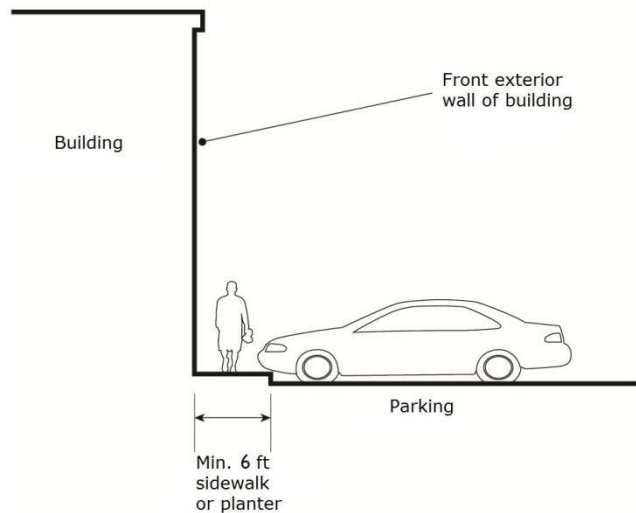 Front exterior
wall of building
Building
Parking
Min. 6 ft
sidewalk
or planter